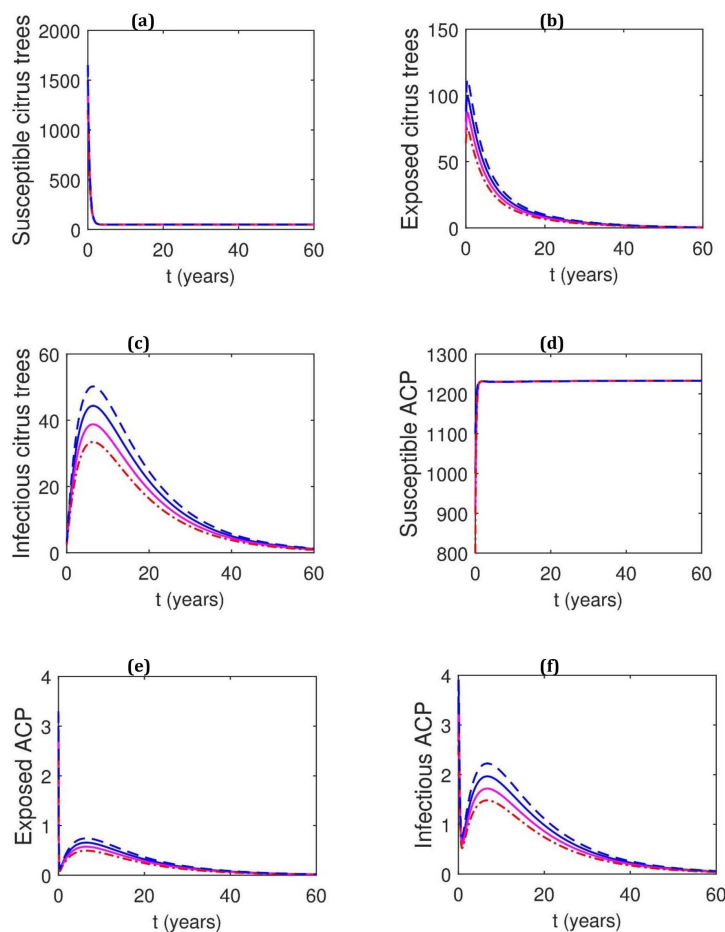 (a)
Susceptible citrus trees
2000
1500
1000
500
0
0 20 40 60
t (years)
(b)
Exposed citrus trees
150
100
50
0
0 20 40 60
t (years)
(c)
Infectious citrus trees
60
40
20
0
0 20 40 60
t (years)
(d)
Susceptible ACP
1300
1200
1100
1000
900
800
0 20 40 60
t (years)
(e)
Exposed ACP
4
3
2
1
0
0 20 40 60
t (years)
(f)
Infectious ACP
4
3
2
1
0
0 20 40 60
t (years)